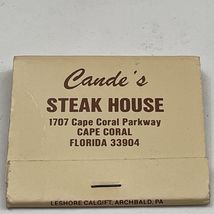 Cande's
STEAK HOUSE
1707 Cape Coral Parkway
CAPE CORAL
FLORIDA 33904
LESHORE CALGIFT, ARCHBALD, PA